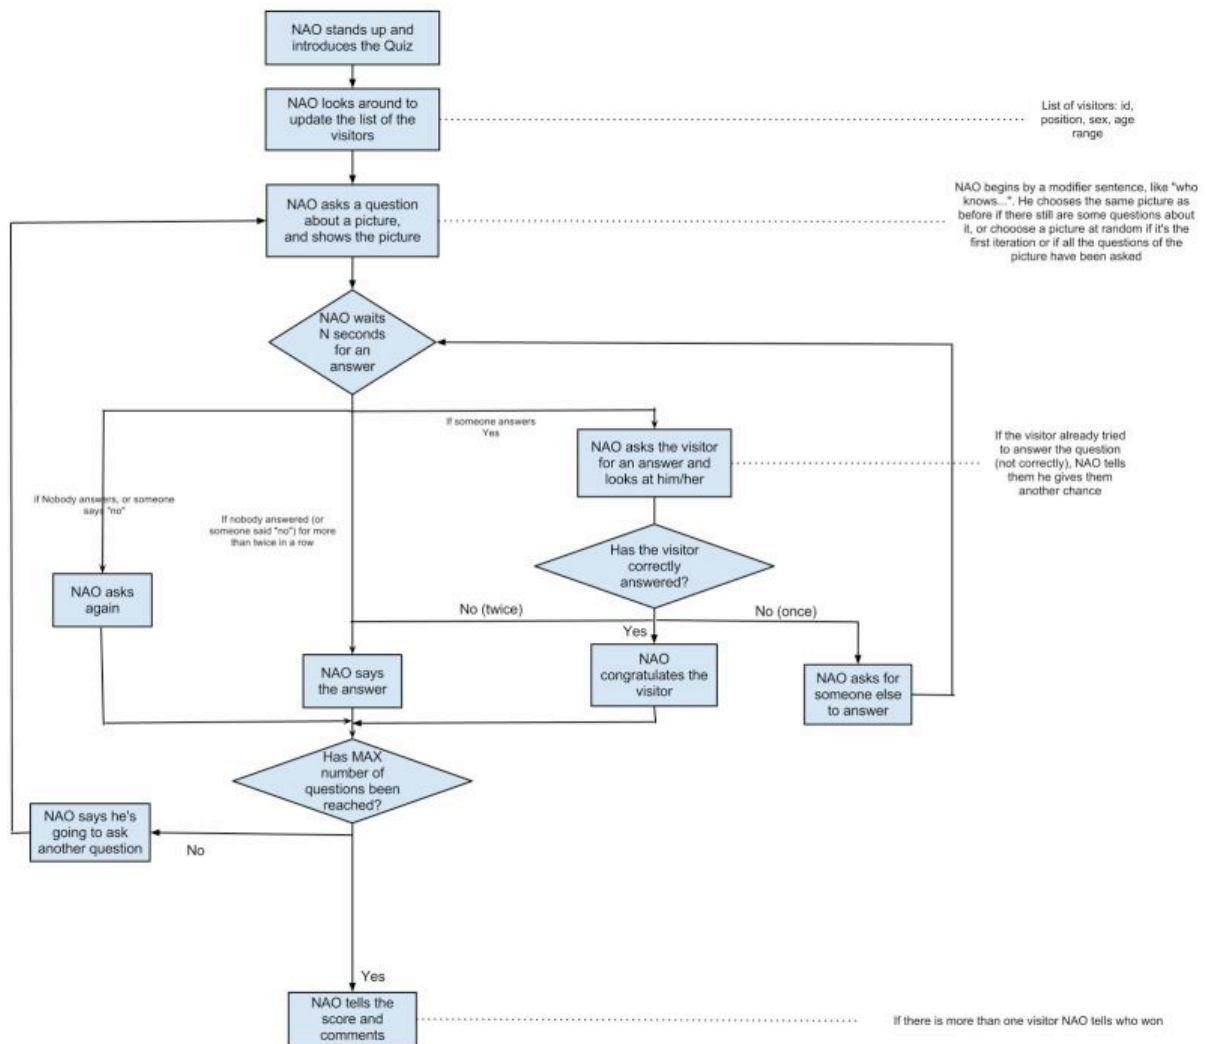 NAO stands up and
introduces the Quiz
NAO looks around to
update the list of the
visitors
List of visitors: id,
position, sex, age
range
NAO asks a question
about a picture,
and shows the picture
NAO begins by a modifier sentence, like "who
knows...". He chooses the same picture as
before if there still are some questions about
it, or chooose a picture at random if it's the
first iteration or if all the questions of the
picture have been asked
NAO waits
N seconds
for an
answer
If someone answers
Yes
NAO asks the visitor
for an answer and
looks at him/her
If the visitor already tried
to answer the question
(not correctly), NAO tells
them he gives them
another chance
if Nobody answers, or someone
says "no"
If nobody answered (or
someone said "no") for more
than twice in a row
Has the visitor
correctly
answered?
NAO asks
again
No (twice)
Yes
No (once)
NAO says
the answer
NAO
congratulates the
visitor
NAO asks for
someone else
to answer
Has MAX
number of
questions been
reached?
NAO says he's
going to ask
another question
No
Yes
NAO tells the
score and
comments
If there is more than one visitor NAO tells who won